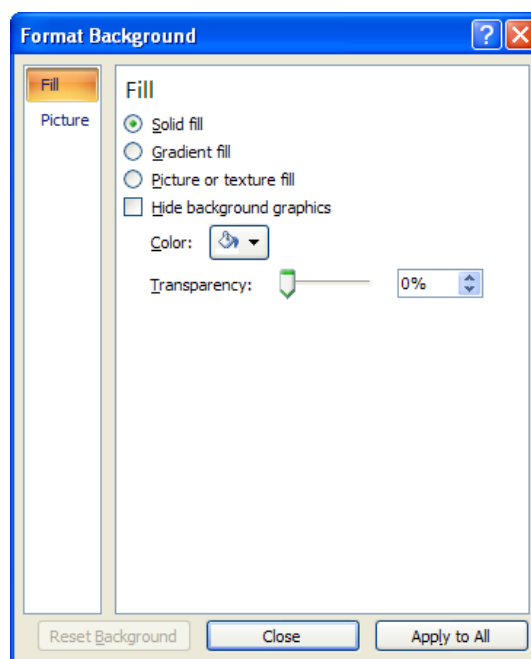 Format Background
Fill
Picture
Fill
Solid fill
Gradient fill
Picture or texture fill
Hide background graphics
Color:
Transparency: 0%
Reset Background Close Apply to All